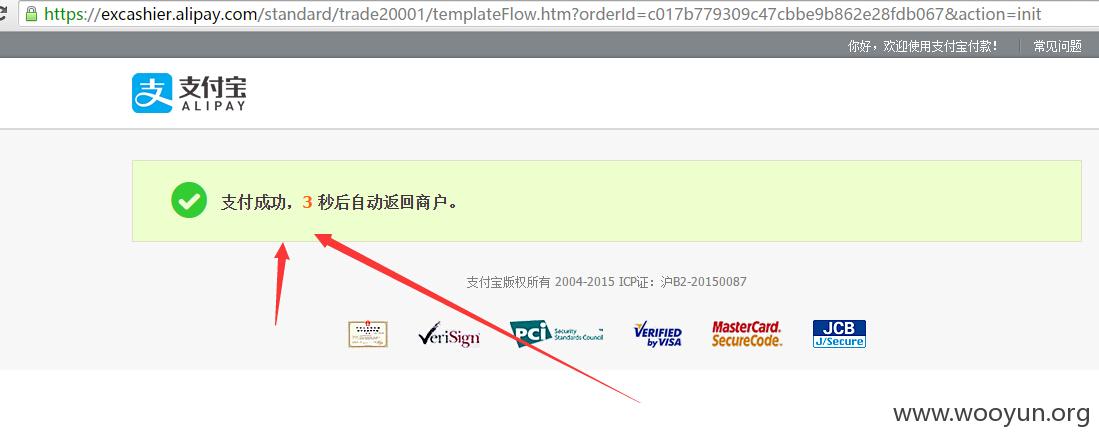 https://excashier.alipay.com/standard/trade20001/templateFlow.htm?orderId=c017b779309c47cbbe9b862e28fdb067&action=init
你好，欢迎使用支付宝付款！ 常见问题
支 支付宝
ALIPAY
支付成功，3 秒后自动返回商户。
支付宝版权所有 2004-2015 ICP证：沪B2-20150087
VeriSign
PCI Security Standards Council
VERIFIED by VISA
MasterCard. SecureCode.
JCB J/Secure
www.wooyun.org